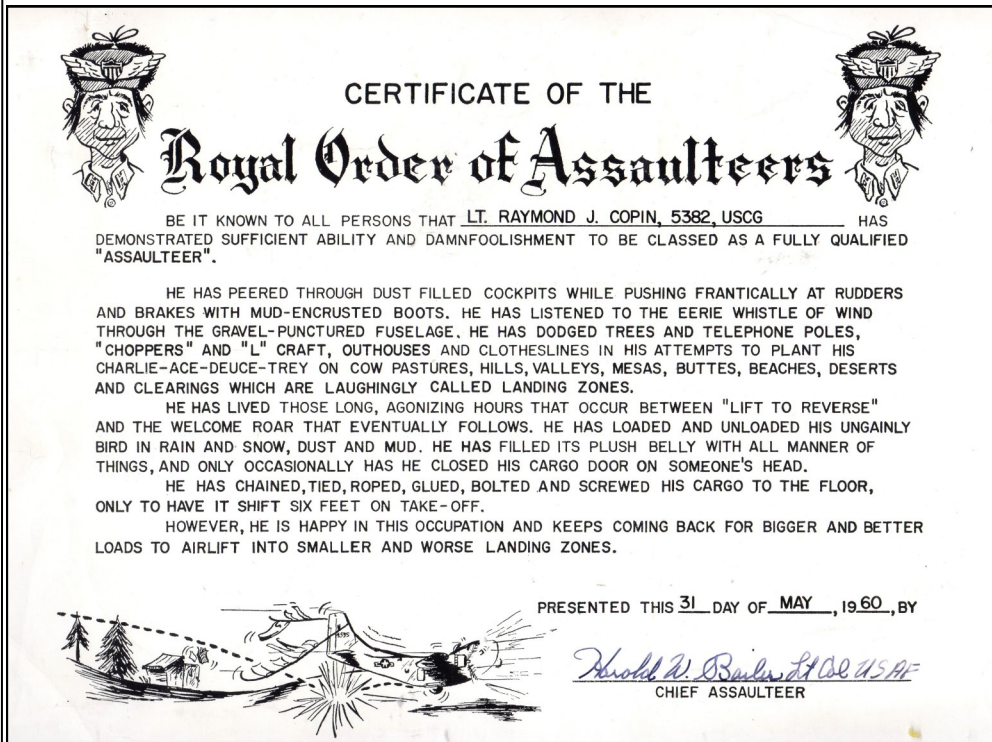 CERTIFICATE OF THE
Royal Order of Assaulteers
BE IT KNOWN TO ALL PERSONS THAT LT. RAYMOND J. COPIN, 5382, USCG HAS
DEMONSTRATED SUFFICIENT ABILITY AND DAMNFOOLISHMENT TO BE CLASSED AS A FULLY QUALIFIED
"ASSAULTEER".
HE HAS PEERED THROUGH DUST FILLED COCKPITS WHILE PUSHING FRANTICALLY AT RUDDERS
AND BRAKES WITH MUD-ENCRUSTED BOOTS. HE HAS LISTENED TO THE EERIE WHISTLE OF WIND
THROUGH THE GRAVEL-PUNCTURED FUSELAGE. HE HAS DODGED TREES AND TELEPHONE POLES,
"CHOPPERS" AND "L" CRAFT, OUTHOUSES AND CLOTHESLINES IN HIS ATTEMPTS TO PLANT HIS
CHARLIE-ACE-DEUCE-TREY ON COW PASTURES, HILLS, VALLEYS, MESAS, BUTTES, BEACHES, DESERTS
AND CLEARINGS WHICH ARE LAUGHINGLY CALLED LANDING ZONES.
HE HAS LIVED THOSE LONG, AGONIZING HOURS THAT OCCUR BETWEEN "LIFT TO REVERSE"
AND THE WELCOME ROAR THAT EVENTUALLY FOLLOWS. HE HAS LOADED AND UNLOADED HIS UNGAINLY
BIRD IN RAIN AND SNOW, DUST AND MUD. HE HAS FILLED ITS PLUSH BELLY WITH ALL MANNER OF
THINGS, AND ONLY OCCASIONALLY HAS HE CLOSED HIS CARGO DOOR ON SOMEONE'S HEAD.
HE HAS CHAINED, TIED, ROPED, GLUED, BOLTED AND SCREWED HIS CARGO TO THE FLOOR,
ONLY TO HAVE IT SHIFT SIX FEET ON TAKE-OFF.
HOWEVER, HE IS HAPPY IN THIS OCCUPATION AND KEEPS COMING BACK FOR BIGGER AND BETTER
LOADS TO AIRLIFT INTO SMALLER AND WORSE LANDING ZONES.
PRESENTED THIS 31 DAY OF MAY, 1960, BY
Harold W. Lt Col USAF
CHIEF ASSAULTEER